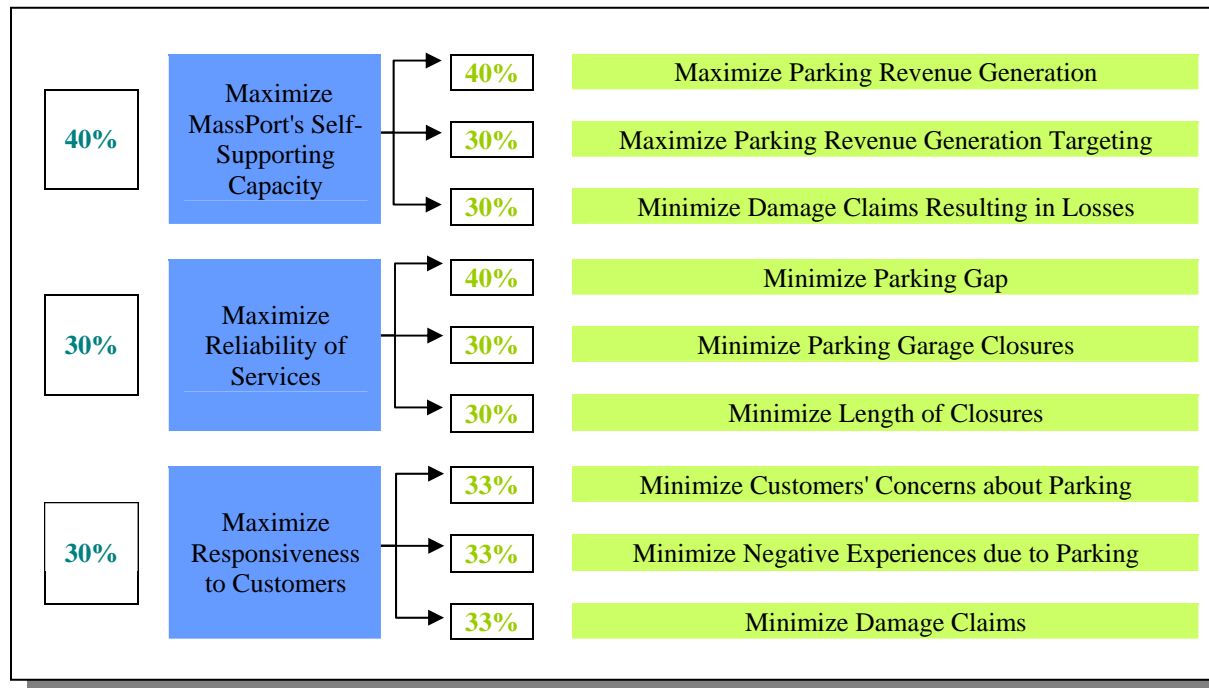 40%
Maximize
MassPort's Self-
Supporting
Capacity
40%
Maximize Parking Revenue Generation
30%
Maximize Parking Revenue Generation Targeting
30%
Minimize Damage Claims Resulting in Losses
30%
Maximize
Reliability of
Services
40%
Minimize Parking Gap
30%
Minimize Parking Garage Closures
30%
Minimize Length of Closures
30%
Maximize
Responsiveness
to Customers
33%
Minimize Customers' Concerns about Parking
33%
Minimize Negative Experiences due to Parking
33%
Minimize Damage Claims